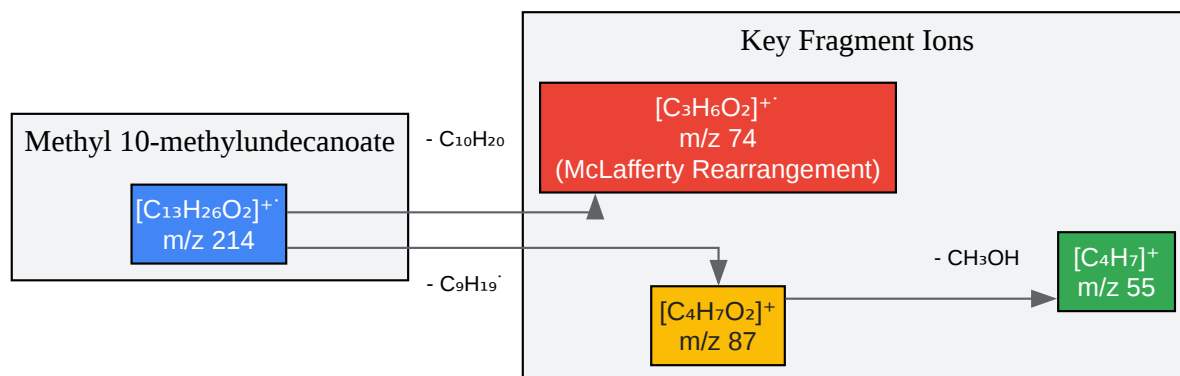 Key Fragment Ions
Methyl 10-methylundecanoate
- C₁₀H₂₀
[C₃H₆O₂]⁺˙
m/z 74
(McLafferty Rearrangement)
[C₁₃H₂₆O₂]⁺˙
m/z 214
- C₉H₁₉˙
[C₄H₇O₂]⁺
m/z 87
- CH₃OH
[C₄H₇]⁺
m/z 55